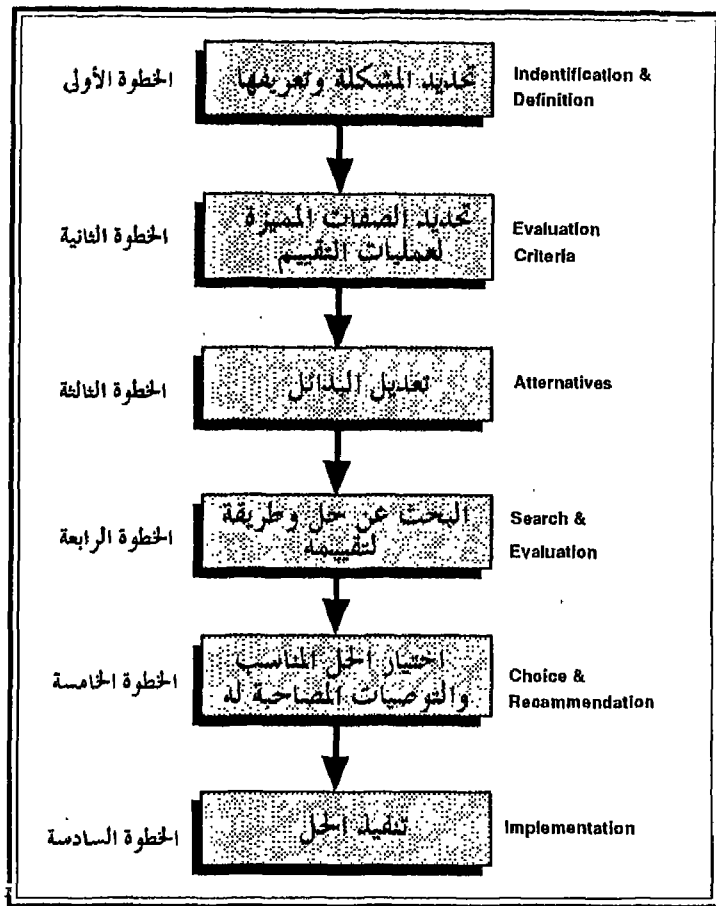 الخطوة الأولى
تحديد المشكلة وتعريفها
Indentification &
Definition
الخطوة الثانية
تحديد الصفات المميزة
لعمليات التقييم
Evaluation
Criteria
الخطوة الثالثة
تعديل البدائل
Alternatives
الخطوة الرابعة
البحث عن حل وطريقة
لتقييمه
Search &
Evaluation
الخطوة الخامسة
اختيار الحل المناسب
والتوصيات المصاحبة له
Choice &
Recommendation
الخطوة السادسة
تنفيذ الحل
Implementation